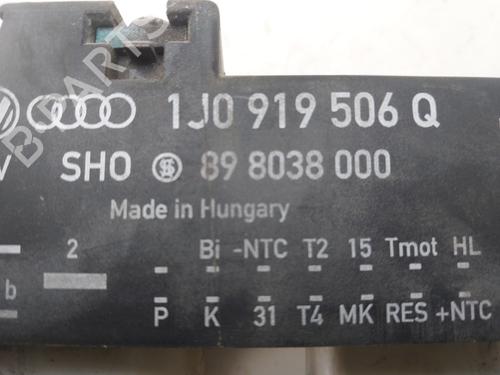 1J0 919 506 Q
V SHO 89 8038 000
Made in Hungary
2 Bi -NTC T2 15 Tmot HL
b
P K 31 T4 MK RES +NTC